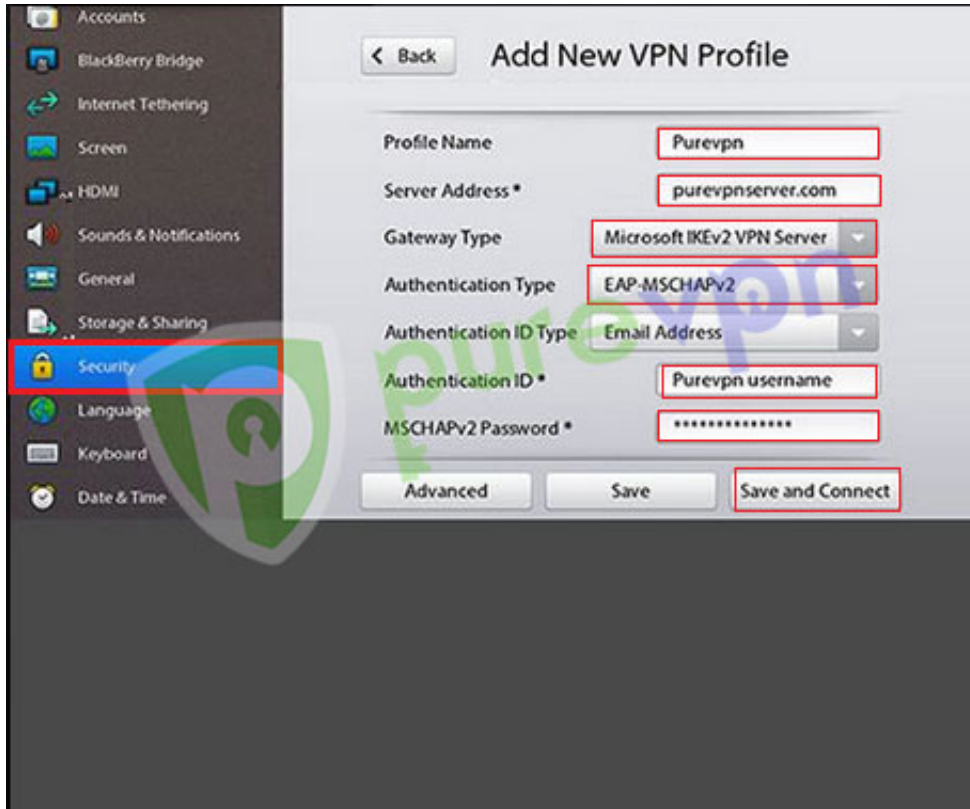 Accounts
BlackBerry Bridge
Internet Tethering
Screen
HDMI
Sounds & Notifications
General
Storage & Sharing
Security
Language
Keyboard
Date & Time
Back
Add New VPN Profile
Profile Name Purevpn
Server Address * purevpnserver.com
Gateway Type Microsoft IKEv2 VPN Server
Authentication Type EAP-MSCHAPv2
Authentication ID Type Email Address
Authentication ID * Purevpn username
MSCHAPv2 Password * **************
Advanced Save Save and Connect
purevpn